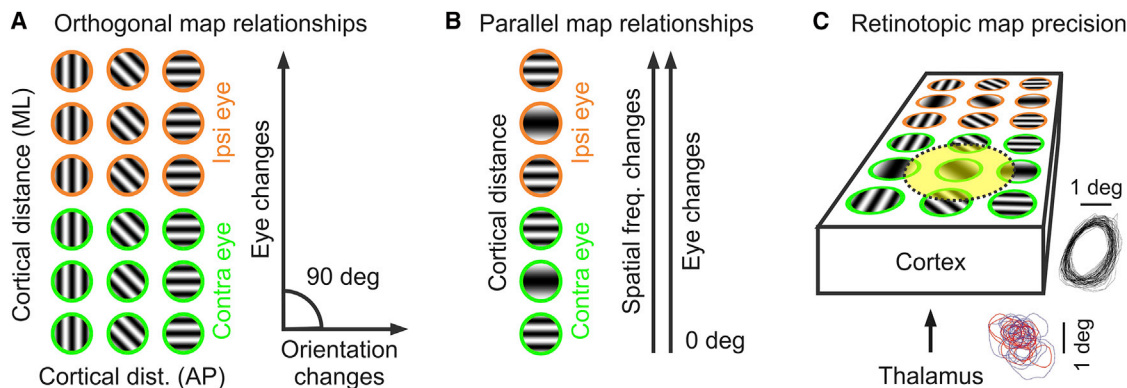 A Orthogonal map relationships
Cortical distance (ML)
Ipsi eye
Contra eye
Cortical dist. (AP)
Eye changes
90 deg
Orientation
changes
B Parallel map relationships
Cortical distance
Ipsi eye
Contra eye
Spatial freq. changes
Eye changes
0 deg
C Retinotopic map precision
1 deg
Cortex
Thalamus
1 deg